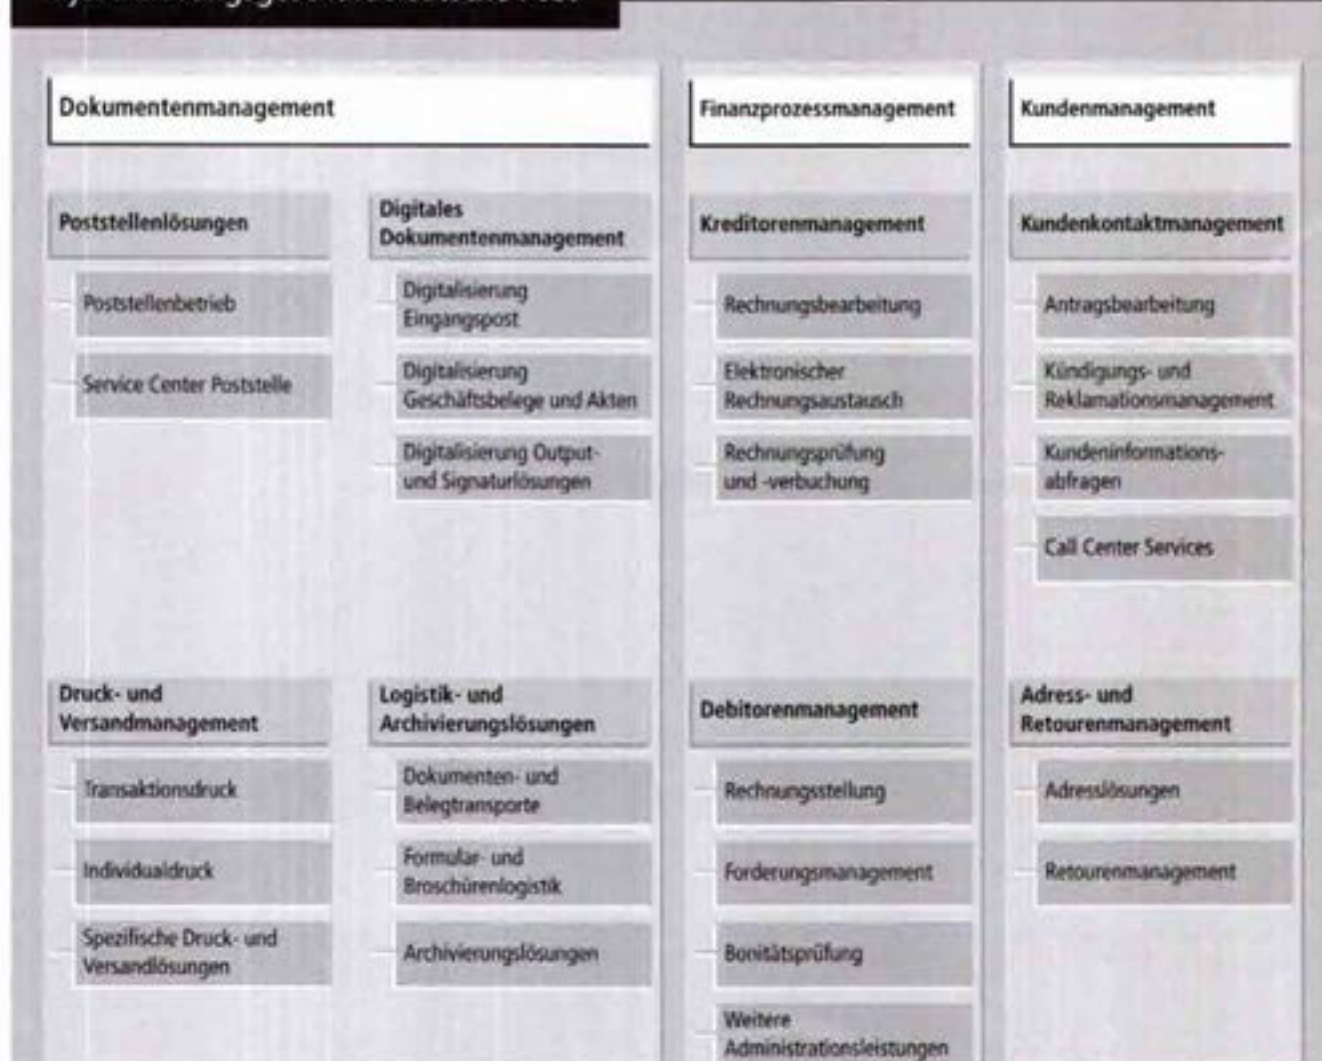 Dokumentenmanagement
Poststellenlösungen
Poststellenbetrieb
Service Center Poststelle
Digitales
Dokumentenmanagement
Digitalisierung
Eingangspost
Digitalisierung
Geschäftsbelege und Akten
Digitalisierung Output-
und Signaturlösungen
Druck- und
Versandmanagement
Transaktionsdruck
Individualdruck
Spezifische Druck- und
Versandlösungen
Logistik- und
Archivierungslösungen
Dokumenten- und
Belegtransporte
Formular- und
Broschürenlogistik
Archivierungslösungen
Finanzprozessmanagement
Kreditorenmanagement
Rechnungsbearbeitung
Elektronischer
Rechnungsaustausch
Rechnungsprüfung
und -verbuchung
Debitorenmanagement
Rechnungsstellung
Forderungsmanagement
Bonitätsprüfung
Weitere
Administrationsleistungen
Kundenmanagement
Kundenkontaktmanagement
Antragsbearbeitung
Kündigungs- und
Reklamationsmanagement
Kundeninformations-
abfragen
Call Center Services
Adress- und
Retourenmanagement
Adresslösungen
Retourenmanagement